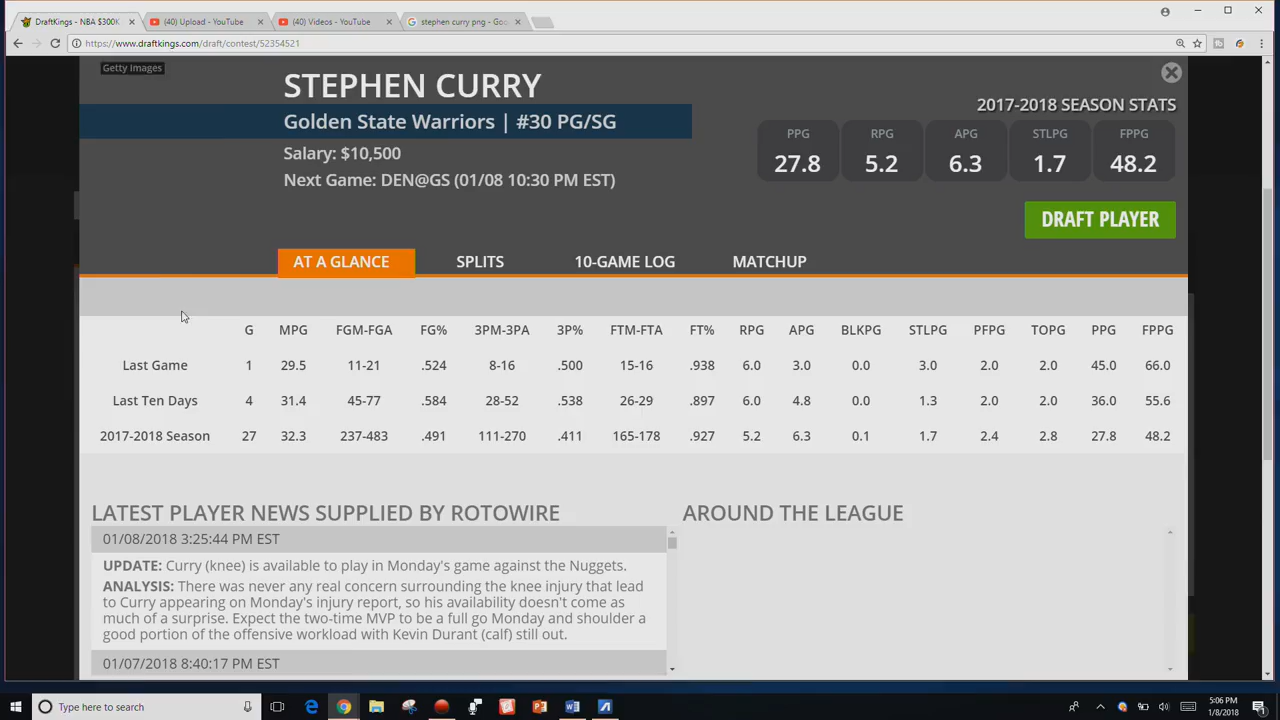 DraftKings - NBA $300K
(40) Upload - YouTube
(40) Videos - YouTube
stephen curry png - Goo
https://www.draftkings.com/draft/contest/52354521
Getty Images
STEPHEN CURRY
Golden State Warriors | #30 PG/SG
Salary: $10,500
Next Game: DEN@GS (01/08 10:30 PM EST)
2017-2018 SEASON STATS
PPG RPG APG STLPG FPPG
27.8 5.2 6.3 1.7 48.2
DRAFT PLAYER
AT A GLANCE SPLITS 10-GAME LOG MATCHUP
G MPG FGM-FGA FG% 3PM-3PA 3P% FTM-FTA FT% RPG APG BLKPG STLPG PFPG TOPG PPG FPPG
Last Game 1 29.5 11-21 .524 8-16 .500 15-16 .938 6.0 3.0 0.0 3.0 2.0 2.0 45.0 66.0
Last Ten Days 4 31.4 45-77 .584 28-52 .538 26-29 .897 6.0 4.8 0.0 1.3 2.0 2.0 36.0 55.6
2017-2018 Season 27 32.3 237-483 .491 111-270 .411 165-178 .927 5.2 6.3 0.1 1.7 2.4 2.8 27.8 48.2
LATEST PLAYER NEWS SUPPLIED BY ROTOWIRE
01/08/2018 3:25:44 PM EST
UPDATE: Curry (knee) is available to play in Monday's game against the Nuggets.
ANALYSIS: There was never any real concern surrounding the knee injury that lead
to Curry appearing on Monday's injury report, so his availability doesn't come as
much of a surprise. Expect the two-time MVP to be a full go Monday and shoulder a
good portion of the offensive workload with Kevin Durant (calf) still out.
01/07/2018 8:40:17 PM EST
AROUND THE LEAGUE
Type here to search
5:06 PM
1/8/2018